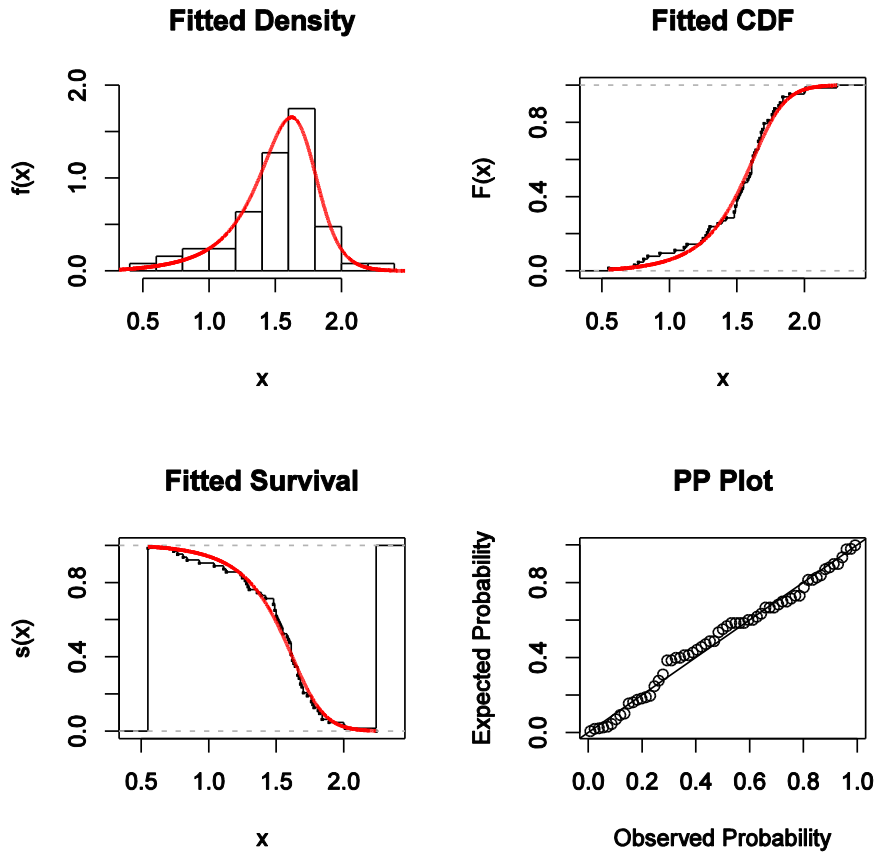 Fitted Density
f(x)
0.0 1.0 2.0
0.5 1.0 1.5 2.0
x
Fitted CDF
F(x)
0.0 0.4 0.8
0.5 1.0 1.5 2.0
x
Fitted Survival
s(x)
0.0 0.4 0.8
0.5 1.0 1.5 2.0
x
PP Plot
Expected Probability
0.0 0.4 0.8
0.0 0.2 0.4 0.6 0.8 1.0
Observed Probability